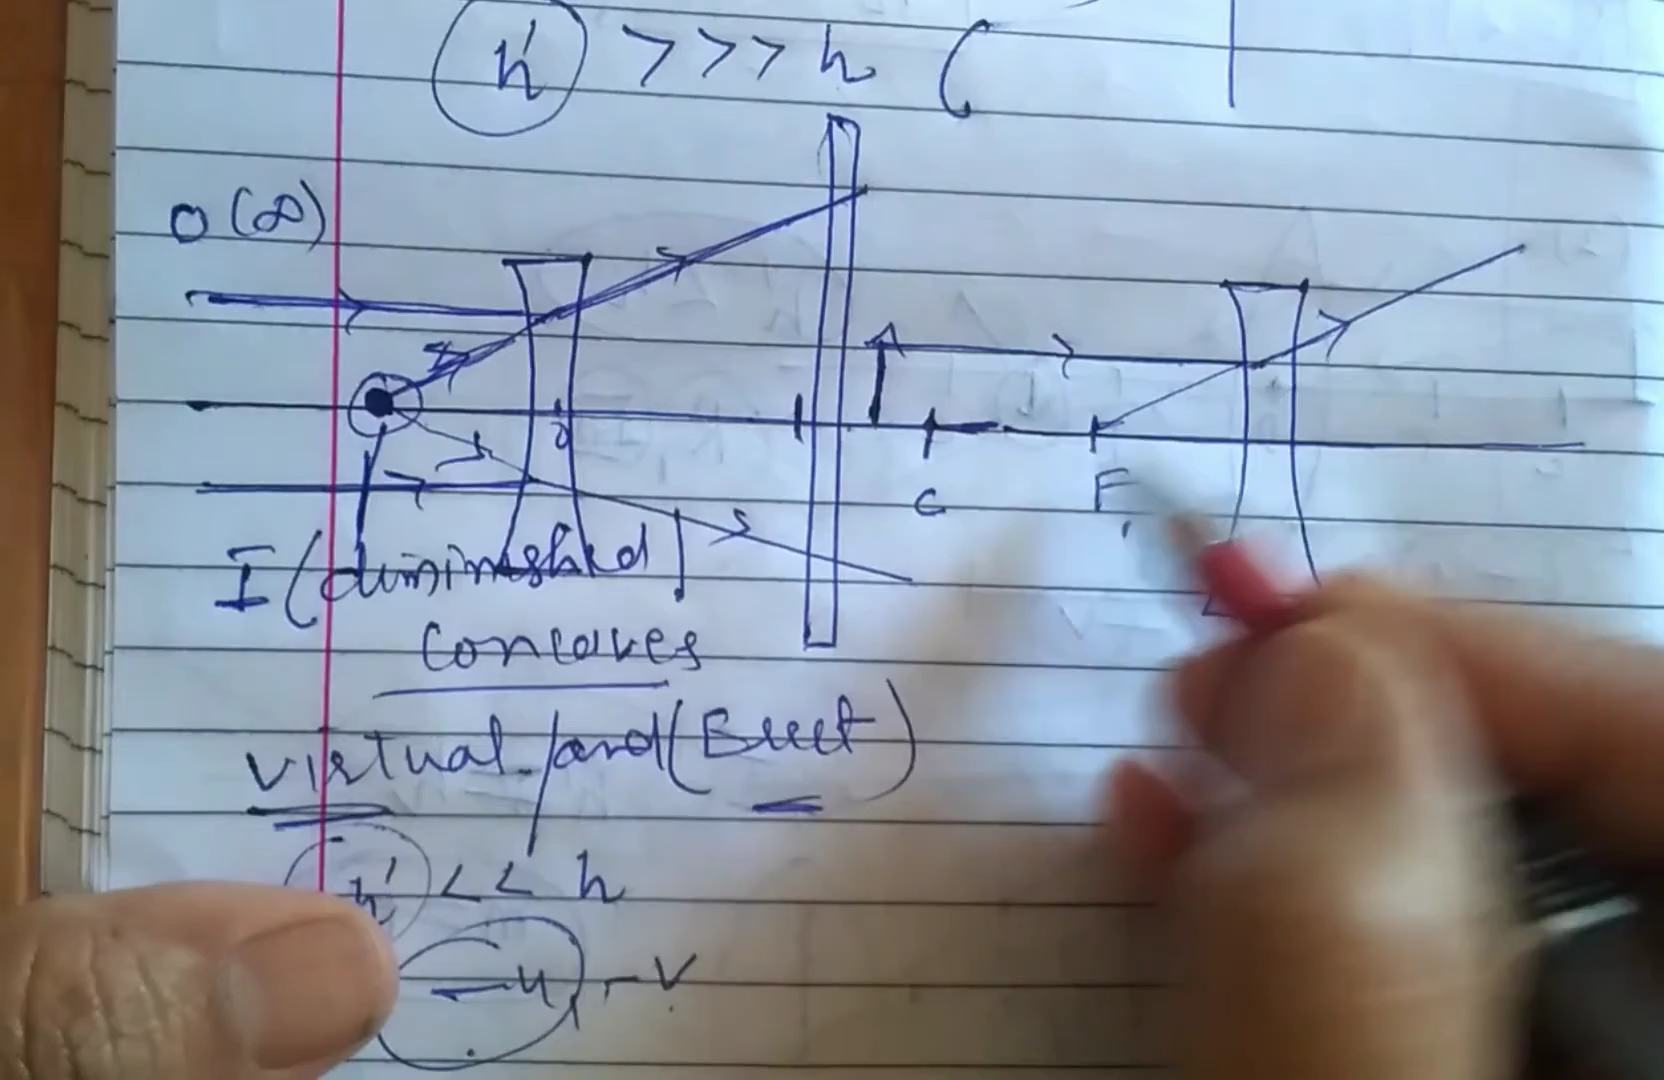 h' >>> h (
O (∞)
O
C F
I (diminished)
Concaves
virtual / and (Erect)
h' << h
-u, -v